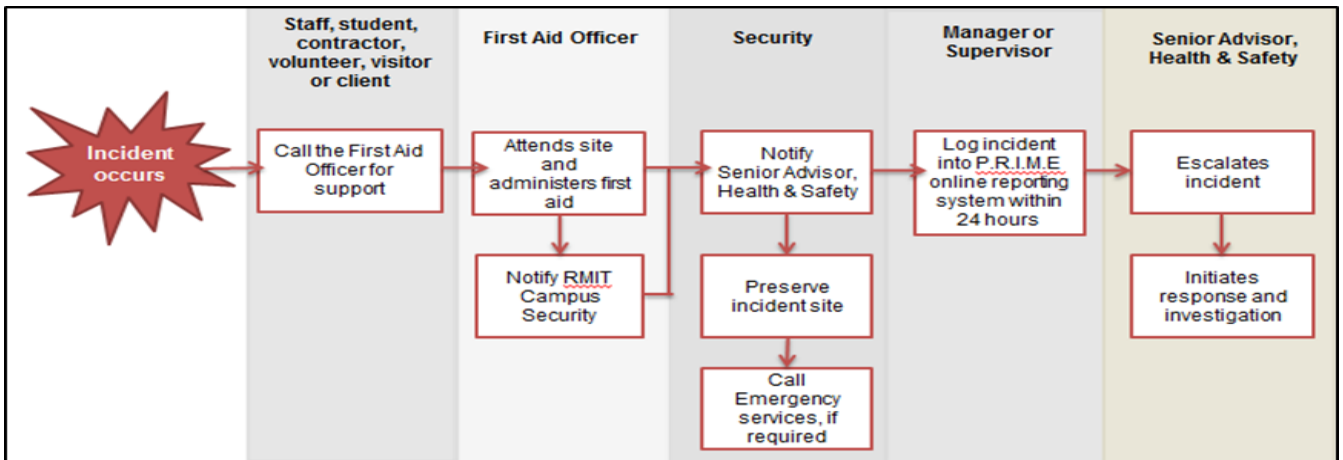 Staff, student,
contractor,
volunteer, visitor
or client
First Aid Officer
Security
Manager or
Supervisor
Senior Advisor,
Health & Safety
Incident
occurs
Call the First Aid
Officer for
support
Attends site
and
administers first
aid
Notify RMIT
Campus
Security
Notify
Senior Advisor,
Health & Safety
Preserve
incident site
Call
Emergency
services, if
required
Log incident
into P.R.I.M.E
online reporting
system within
24 hours
Escalates
incident
Initiates
response and
investigation